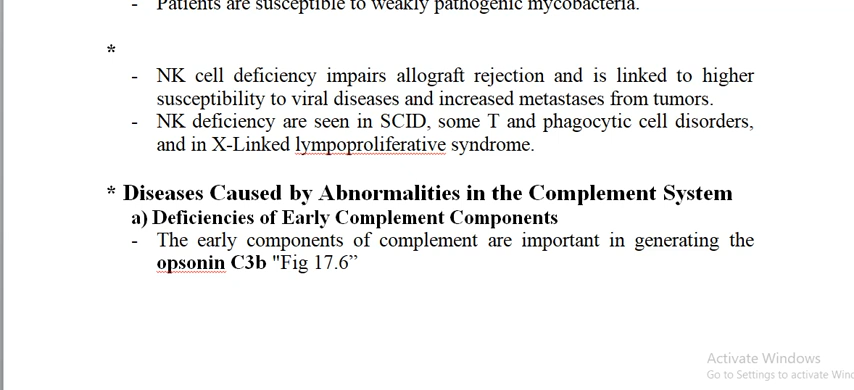 - Patients are susceptible to weakly pathogenic mycobacteria.
*
- NK cell deficiency impairs allograft rejection and is linked to higher
susceptibility to viral diseases and increased metastases from tumors.
- NK deficiency are seen in SCID, some T and phagocytic cell disorders,
and in X-Linked lympoproliferative syndrome.
* Diseases Caused by Abnormalities in the Complement System
a) Deficiencies of Early Complement Components
- The early components of complement are important in generating the
opsonin C3b "Fig 17.6”
Activate Windows
Go to Settings to activate Winc